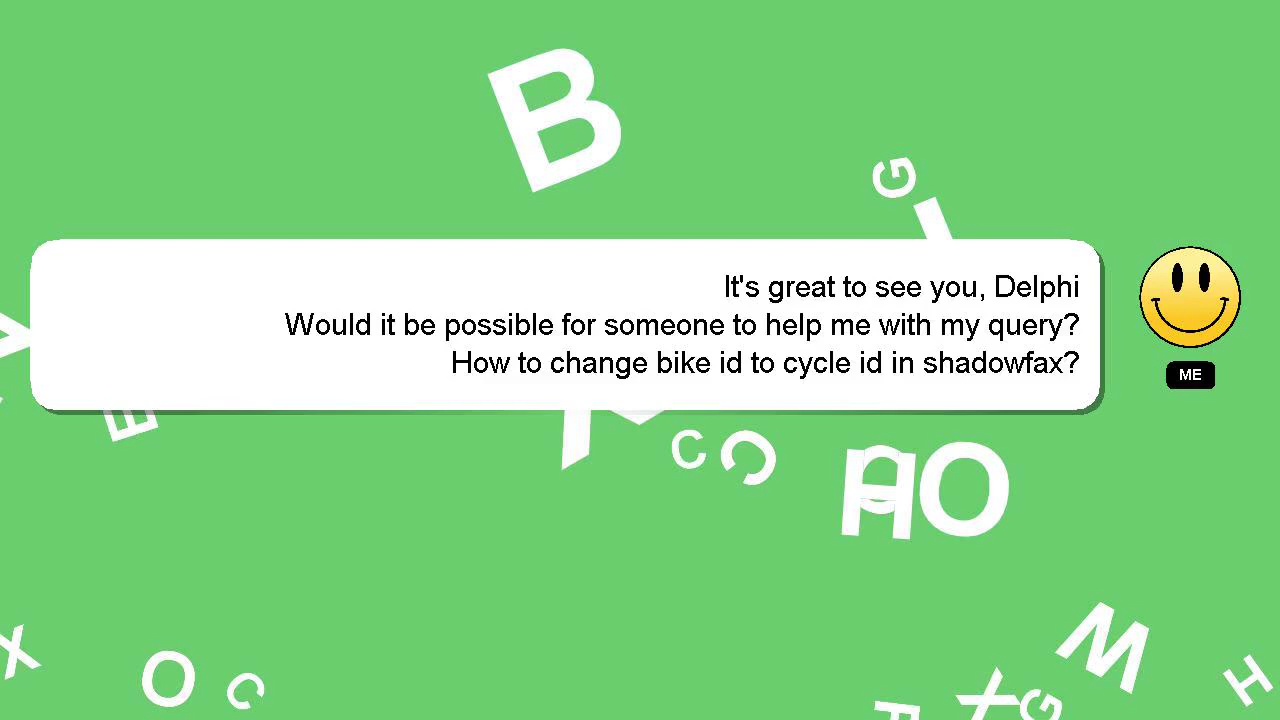 B
G
It's great to see you, Delphi
Would it be possible for someone to help me with my query?
How to change bike id to cycle id in shadowfax?
ME
E
C
C
H
O
X
O
C
M
H
X
G